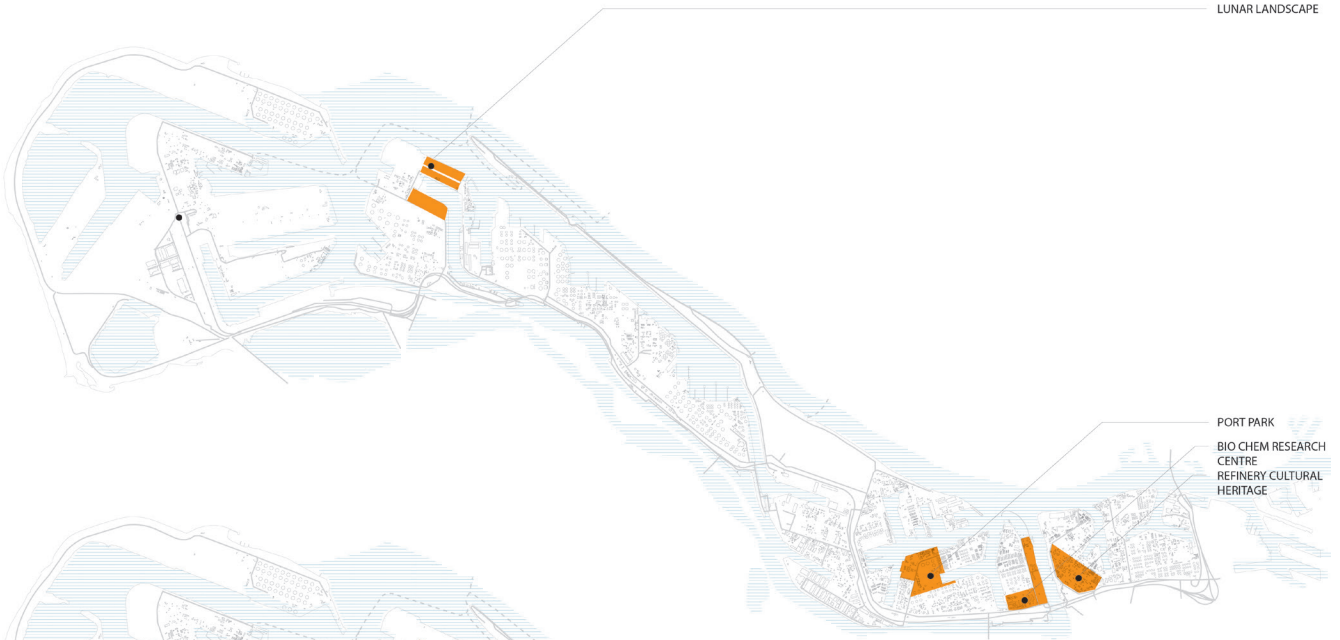 LUNAR LANDSCAPE
PORT PARK
BIO CHEM RESEARCH
CENTRE
REFINERY CULTURAL
HERITAGE